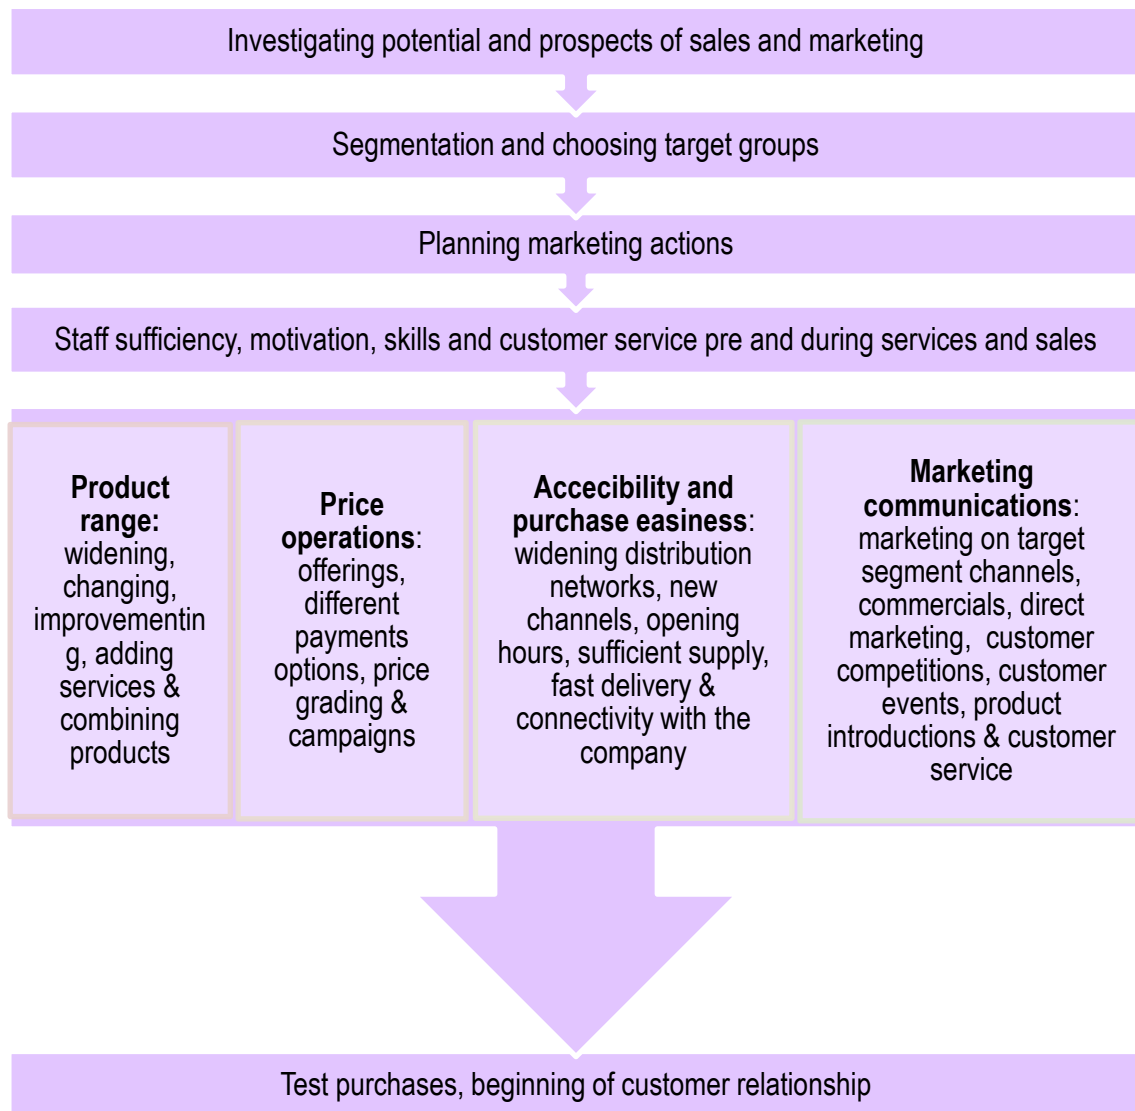 Investigating potential and prospects of sales and marketing
Segmentation and choosing target groups
Planning marketing actions
Staff sufficiency, motivation, skills and customer service pre and during services and sales
Product
range:
widening,
changing,
improvementin
g, adding
services &
combining
products
Price
operations:
offerings,
different
payments
options, price
grading &
campaigns
Accecibility and
purchase easiness:
widening distribution
networks, new
channels, opening
hours, sufficient supply,
fast delivery &
connectivity with the
company
Marketing
communications:
marketing on target
segment channels,
commercials, direct
marketing, customer
competitions, customer
events, product
introductions & customer
service
Test purchases, beginning of customer relationship